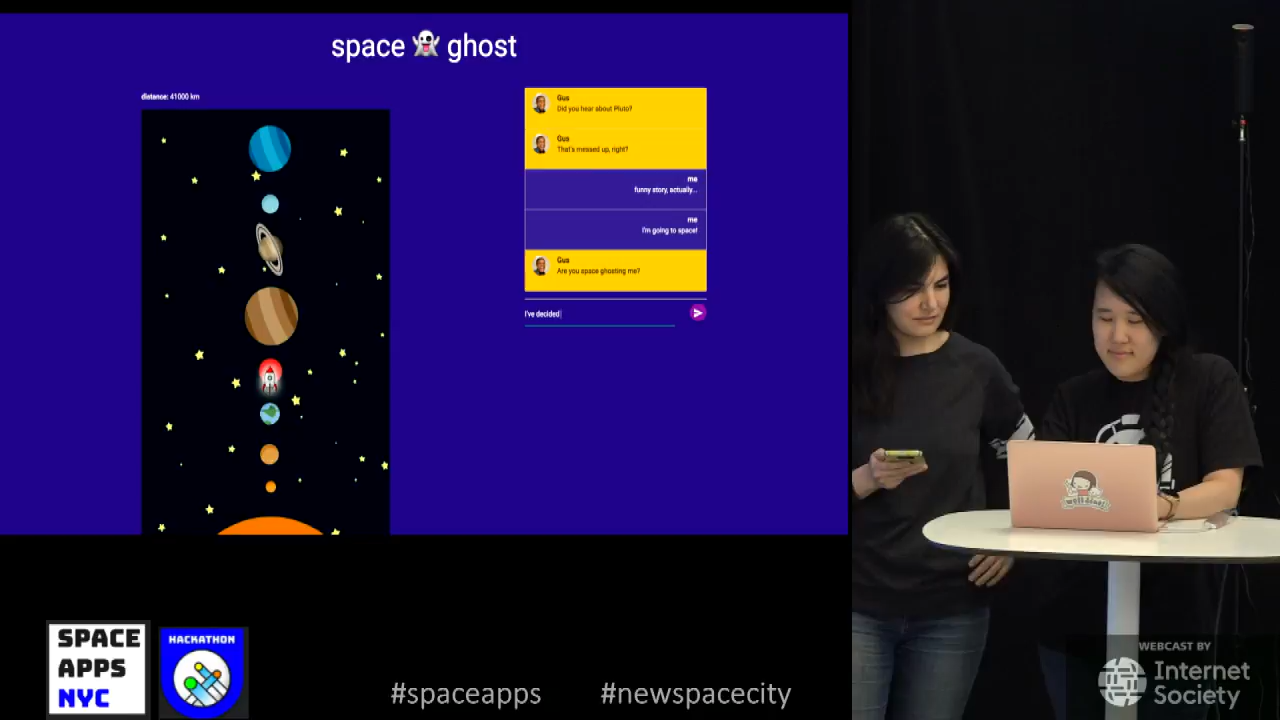 space 👻 ghost
distance: 41000 km
Gus
Did you hear about Pluto?
Gus
That's messed up, right?
me
funny story, actually...
me
I'm going to space!
Gus
Are you space ghosting me?
I've decided
SPACE
APPS
NYC
HACKATHON
#spaceapps
#newspacecity
WEBCAST BY
Internet
Society